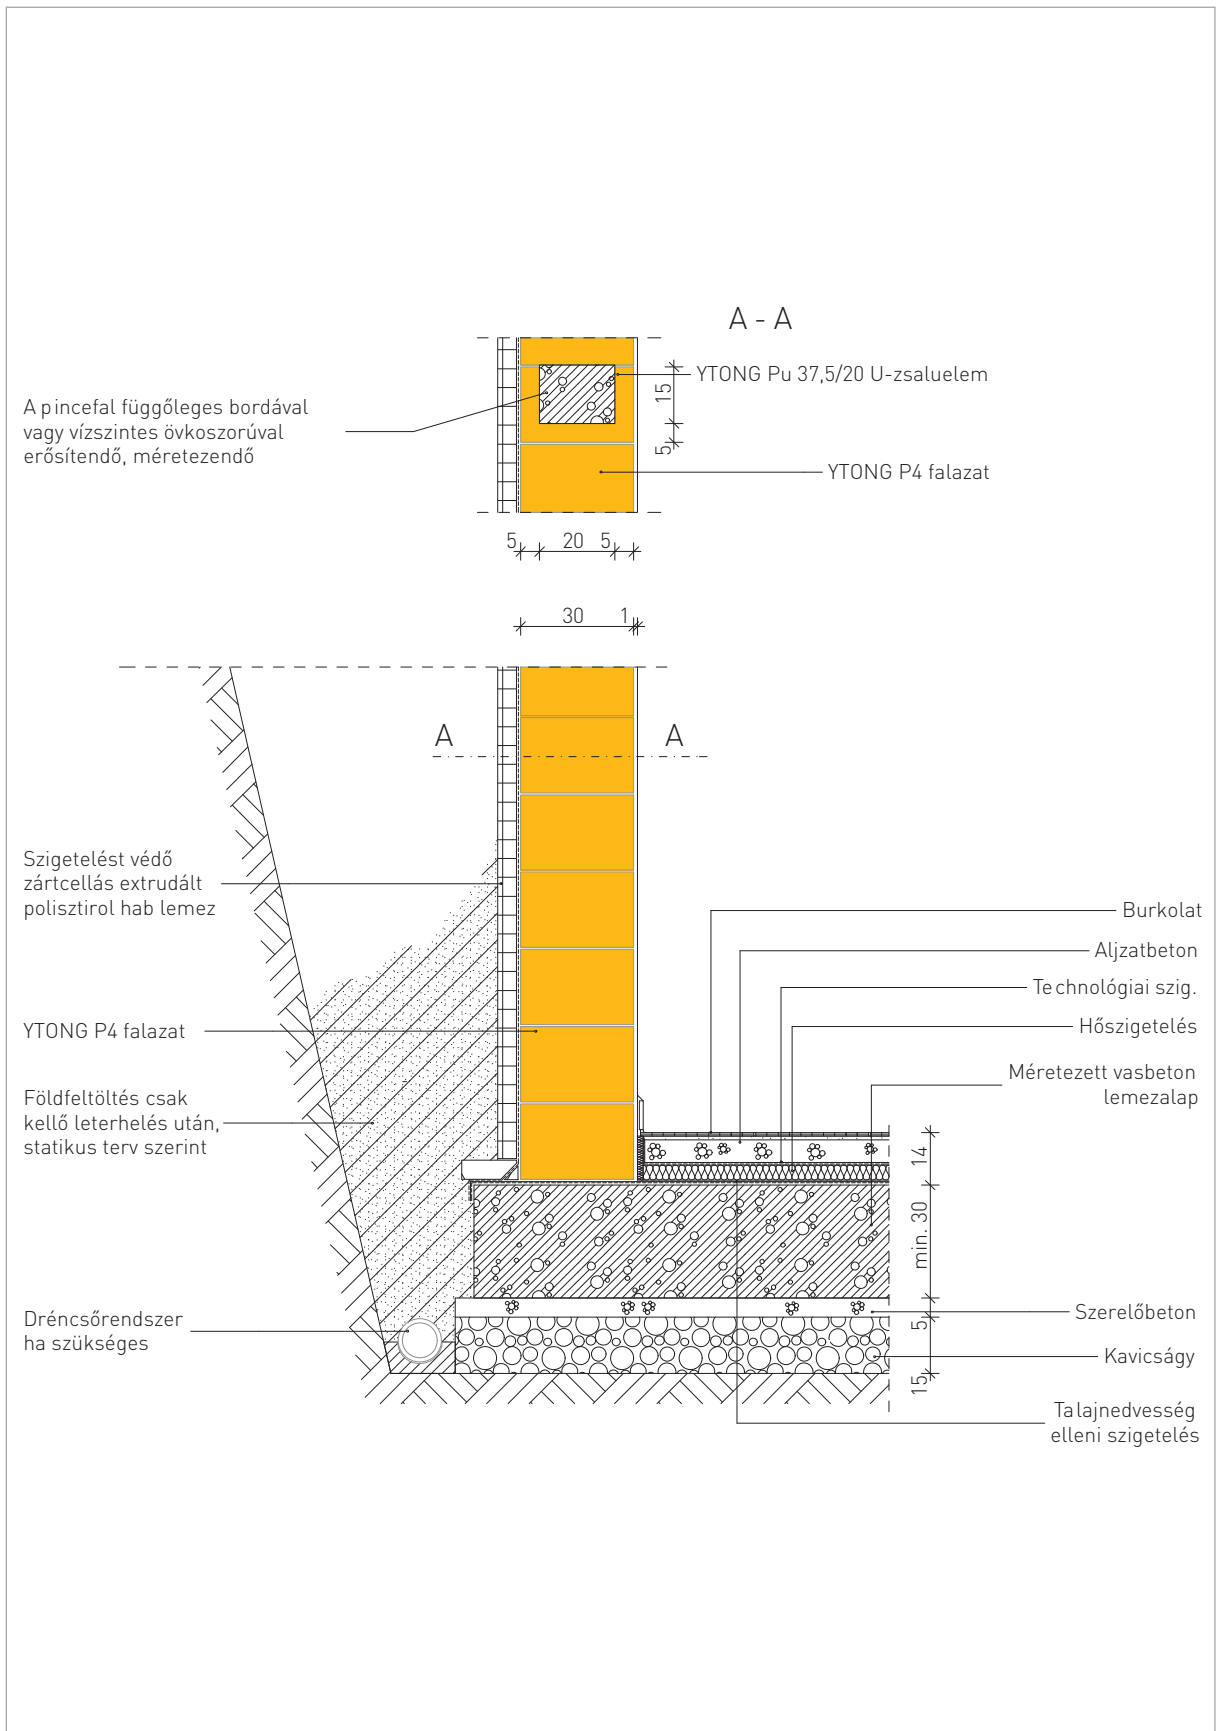 A - A
YTONG Pu 37,5/20 U-zsaluelem
15
5
A pincefal függőleges bordával
vagy vízszintes övkoszorúval
erősítendő, méretezendő
YTONG P4 falazat
5 20 5
30 1
A A
Szigetelést védő
zártcellás extrudált
polisztirol hab lemez
YTONG P4 falazat
Földfeltöltés csak
kellő leterhelés után,
statikus terv szerint
Dréncsőrendszer
ha szükséges
Burkolat
Aljzatbeton
Technológiai szig.
Hőszigetelés
Méretezett vasbeton
lemezalap
14
min. 30
5
15
Szerelőbeton
Kavicságy
Talajnedvesség
elleni szigetelés